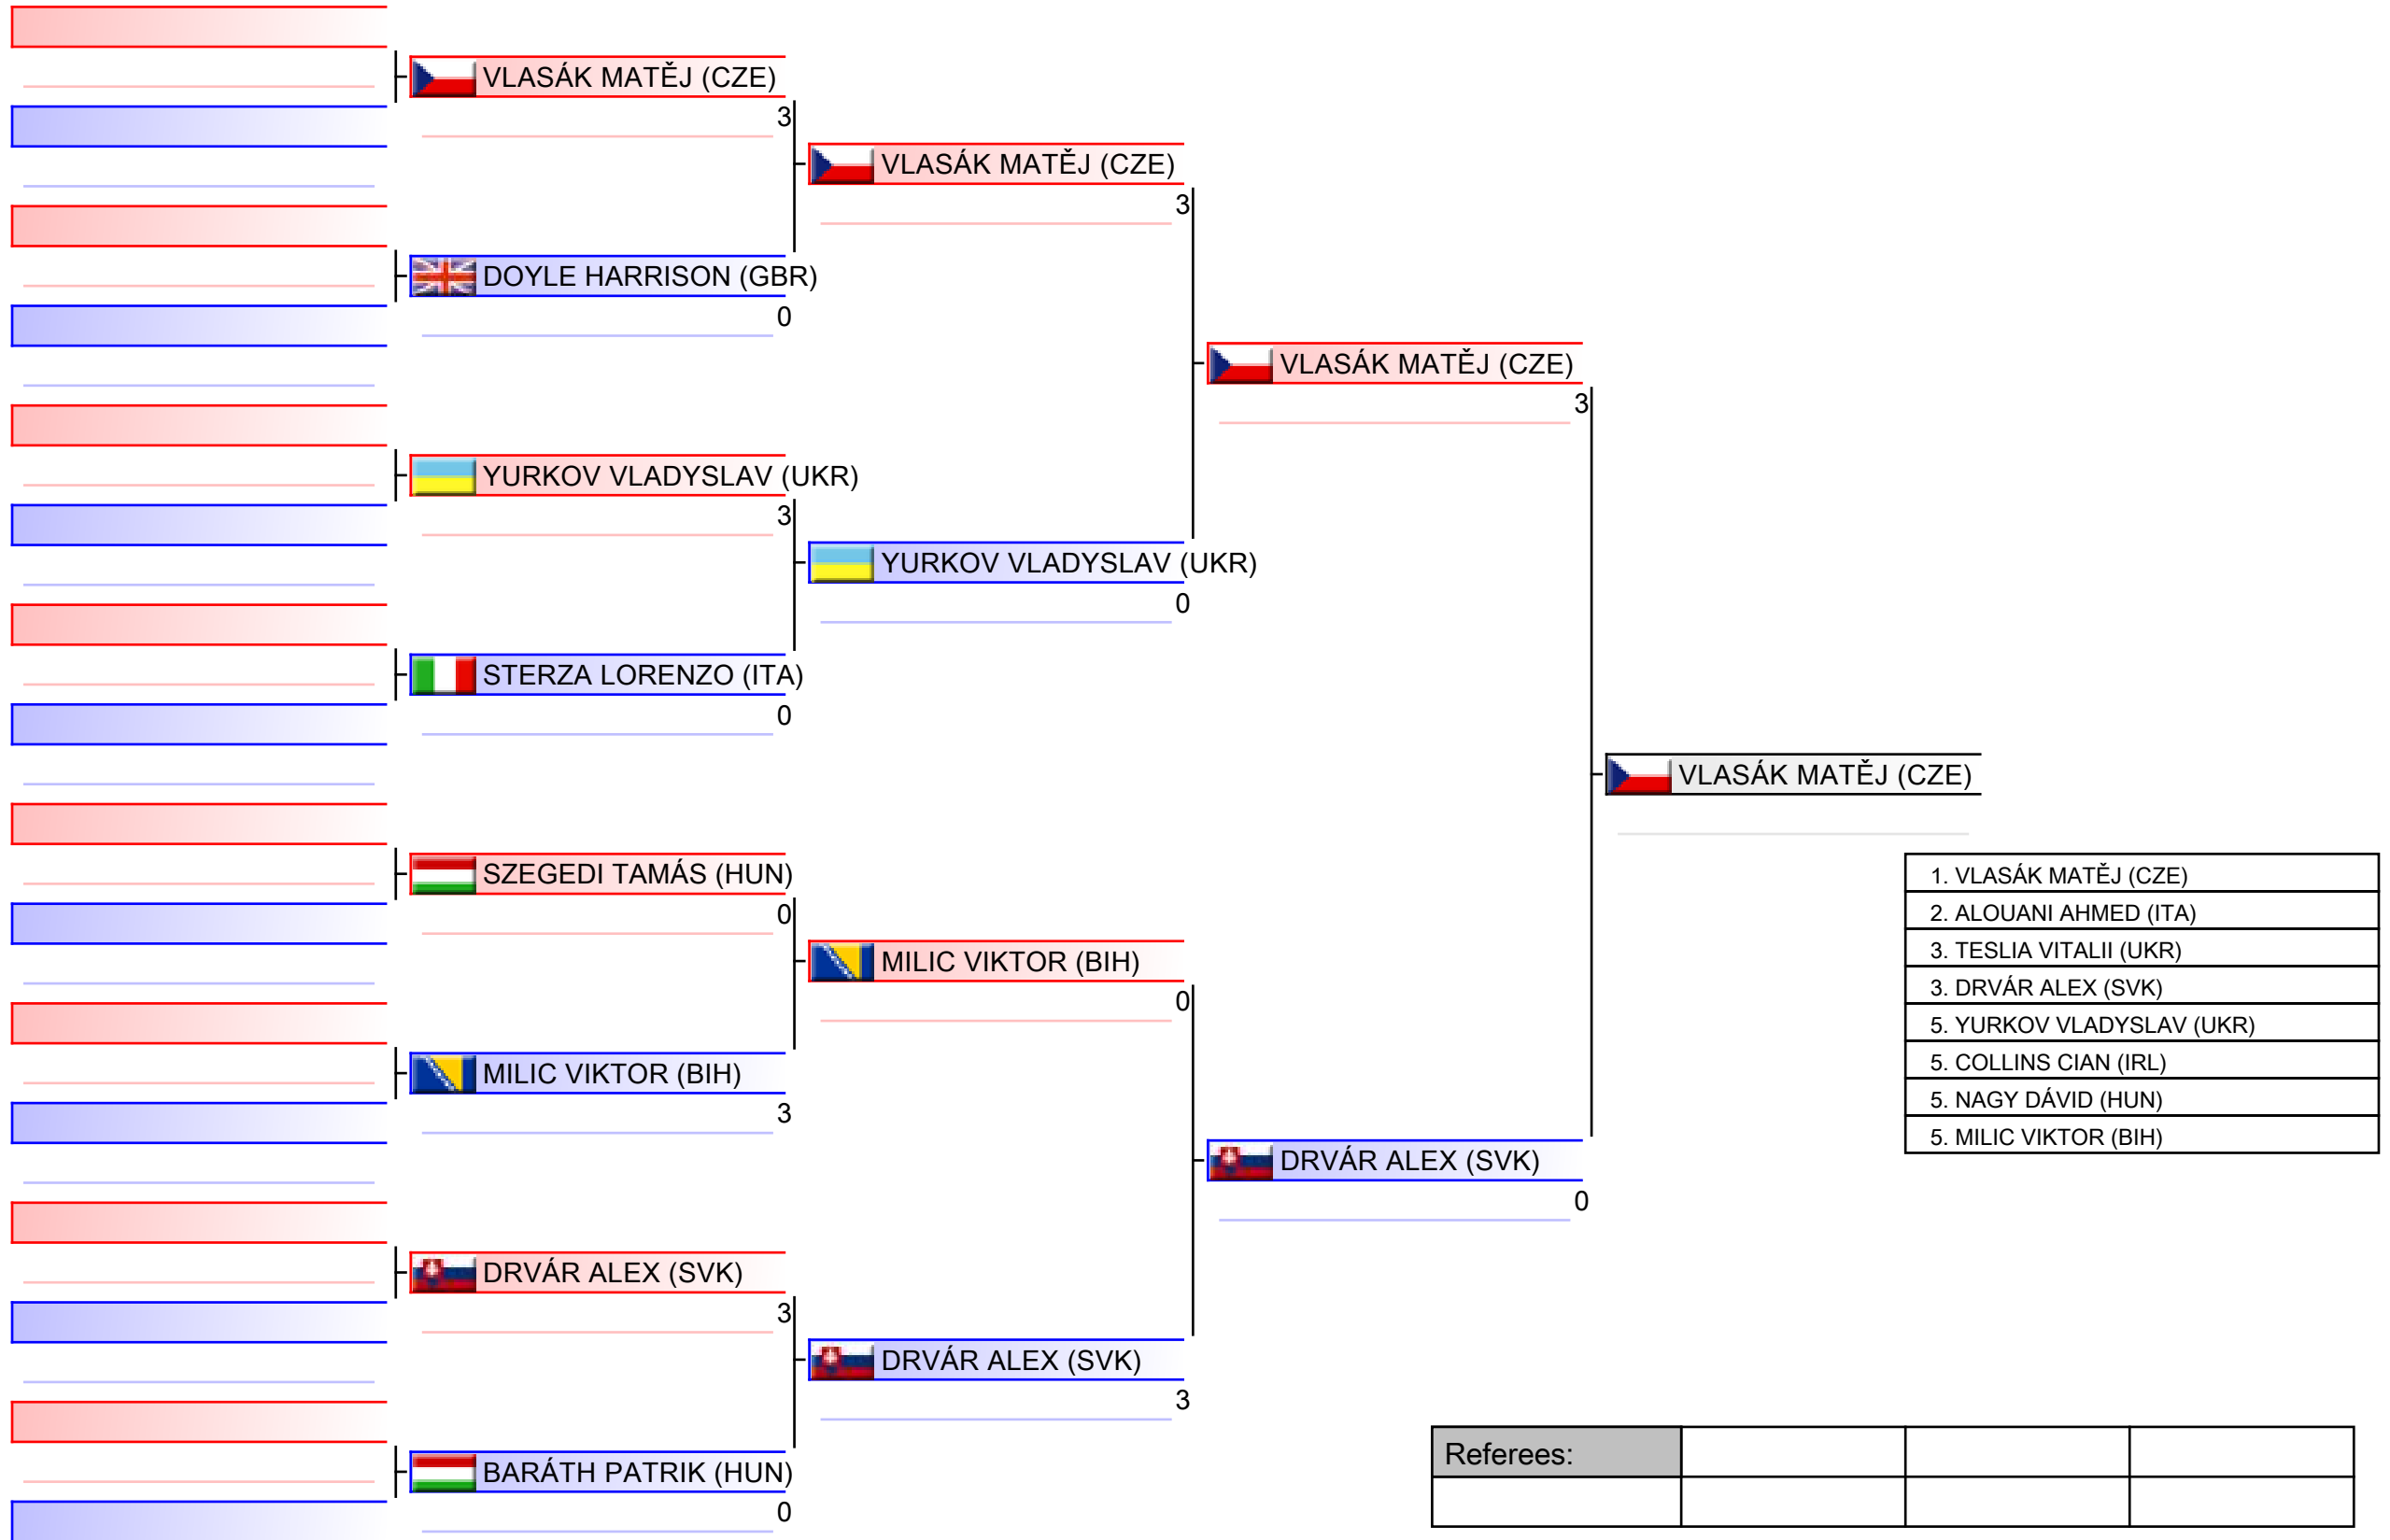 VLASÁK MATĚJ (CZE)
3
DOYLE HARRISON (GBR)
0
YURKOV VLADYSLAV (UKR)
3
STERZA LORENZO (ITA)
0
SZEGEDI TAMÁS (HUN)
0
MILIC VIKTOR (BIH)
3
DRVÁR ALEX (SVK)
3
BARÁTH PATRIK (HUN)
0
VLASÁK MATĚJ (CZE)
3
YURKOV VLADYSLAV (UKR)
0
MILIC VIKTOR (BIH)
0
DRVÁR ALEX (SVK)
3
VLASÁK MATĚJ (CZE)
3
DRVÁR ALEX (SVK)
0
VLASÁK MATĚJ (CZE)
1. VLASÁK MATĚJ (CZE)
2. ALOUANI AHMED (ITA)
3. TESLIA VITALII (UKR)
3. DRVÁR ALEX (SVK)
5. YURKOV VLADYSLAV (UKR)
5. COLLINS CIAN (IRL)
5. NAGY DÁVID (HUN)
5. MILIC VIKTOR (BIH)
Referees: